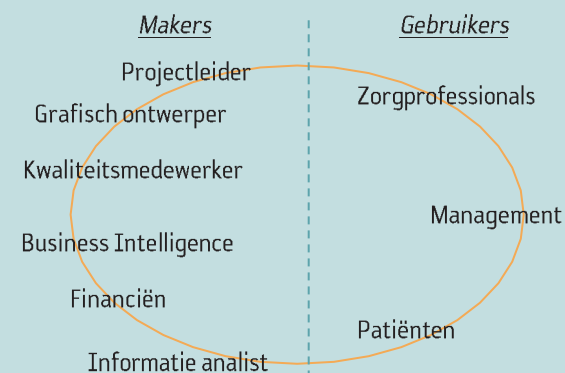 Makers
Projectleider
Grafisch ontwerper
Kwaliteitsmedewerker
Business Intelligence
Financiën
Informatie analist
Gebruikers
Zorgprofessionals
Management
Patiënten